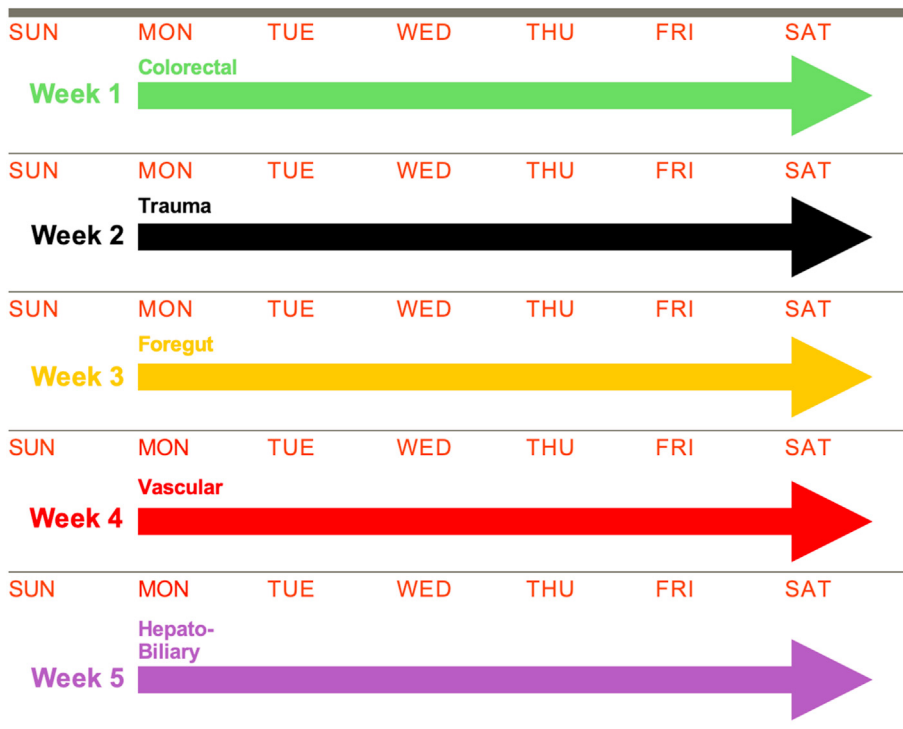 SUN MON TUE WED THU FRI SAT
Colorectal
Week 1
SUN MON TUE WED THU FRI SAT
Trauma
Week 2
SUN MON TUE WED THU FRI SAT
Foregut
Week 3
SUN MON TUE WED THU FRI SAT
Vascular
Week 4
SUN MON TUE WED THU FRI SAT
Hepato-
Biliary
Week 5